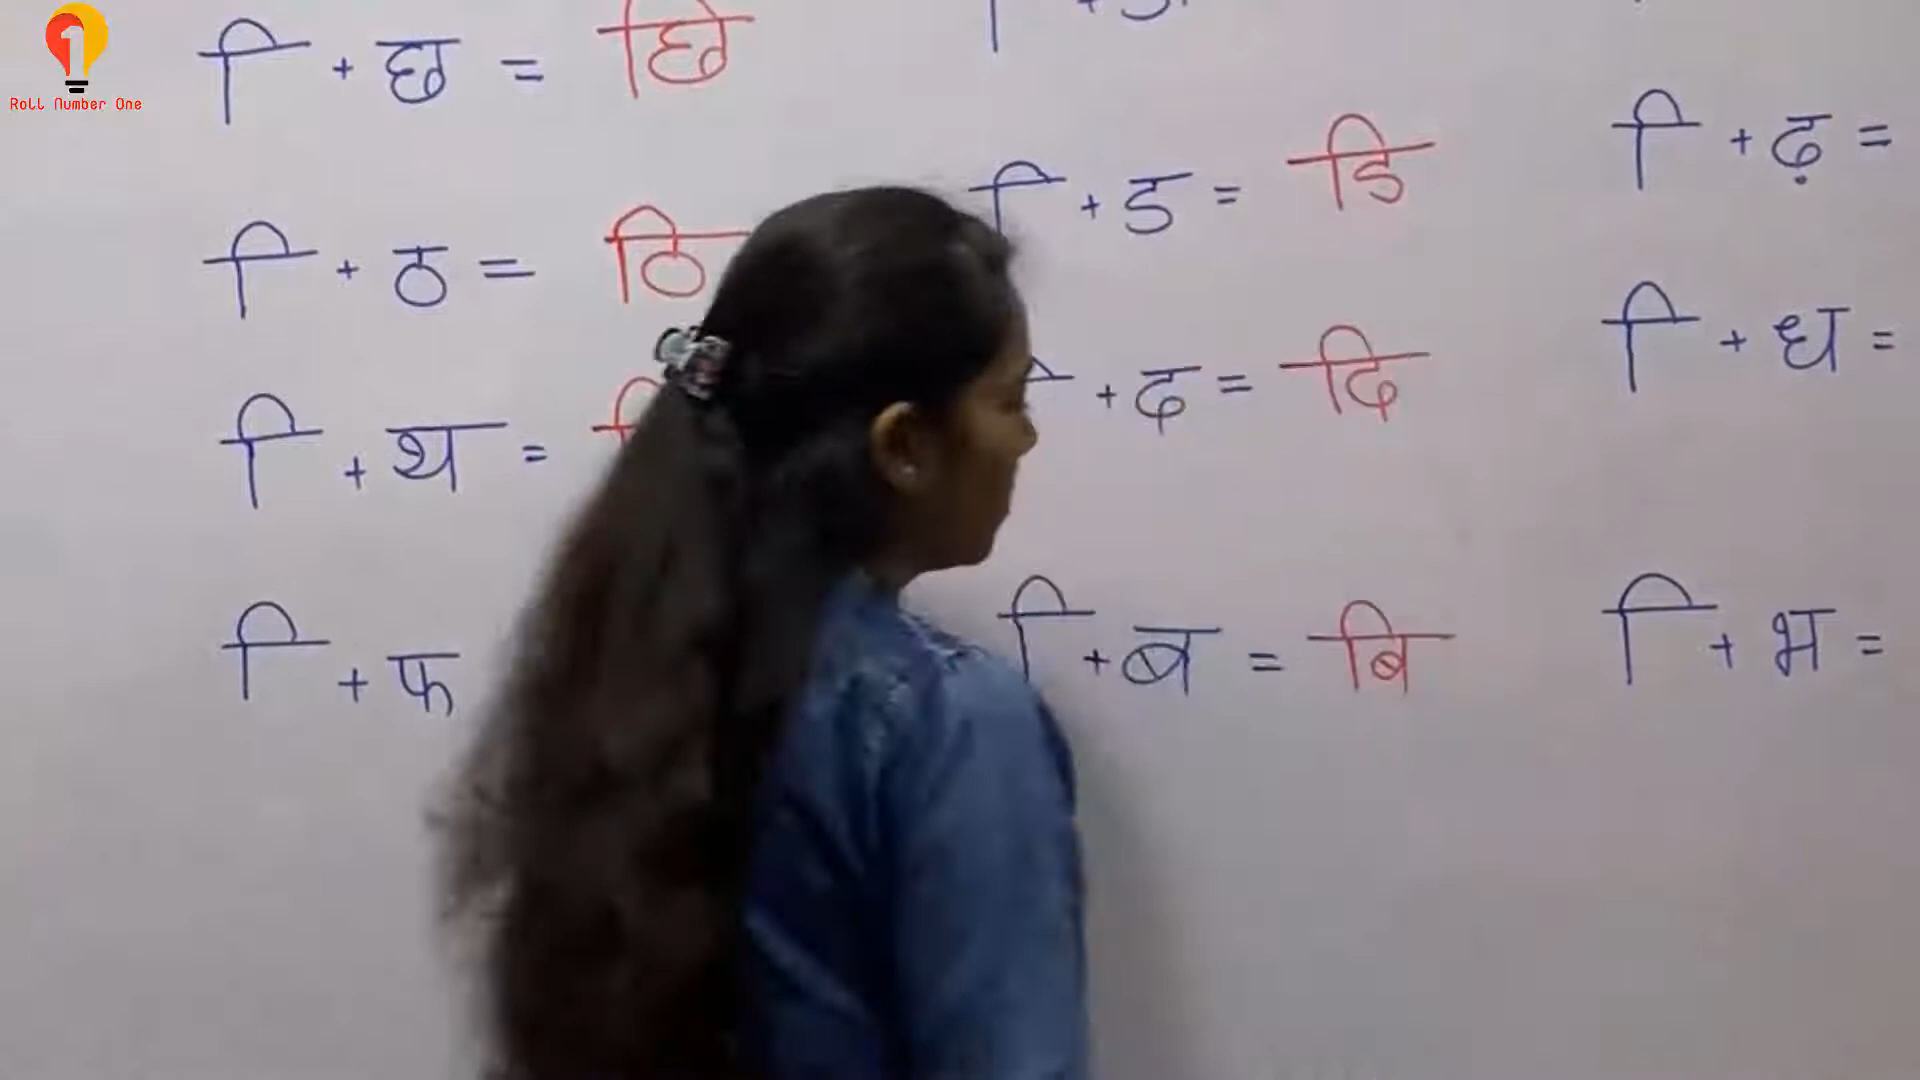 Roll Number One
ि + छ = छि
ि + ठ = ठि
ि + थ =
ि + फ
ि + ड = डि
+ द = दि
ि + ब = बि
ि + ढ़ =
ि + ध =
ि + भ =